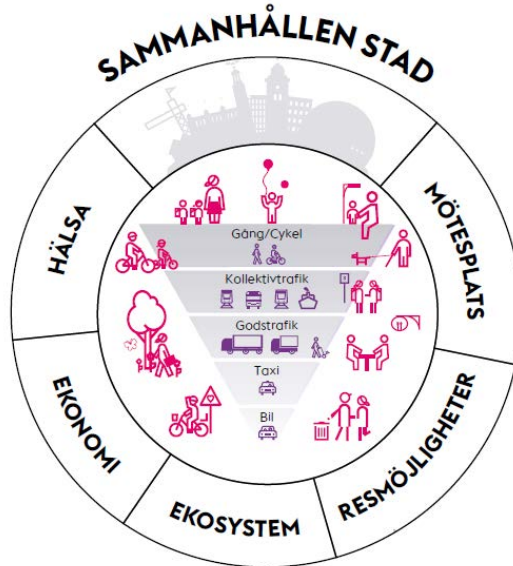 SAMMANHÅLLEN STAD
HÄLSA
MÖTESPLATS
Gång/Cykel
Kollektivtrafik
Godstrafik
Taxi
Bil
EKONOMI
EKOSYSTEM
RESMÖJLIGHETER